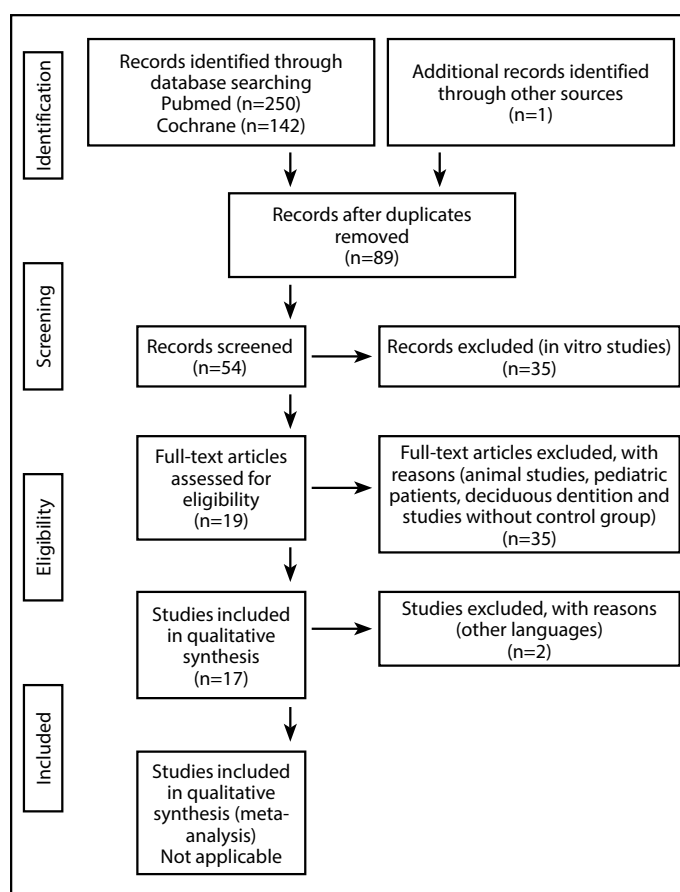 Identification
Records identified through
database searching
Pubmed (n=250)
Cochrane (n=142)
Additional records identified
through other sources
(n=1)
Records after duplicates
removed
(n=89)
Screening
Records screened
(n=54)
Records excluded (in vitro studies)
(n=35)
Eligibility
Full-text articles
assessed for
eligibility
(n=19)
Full-text articles excluded, with
reasons (animal studies, pediatric
patients, deciduous dentition and
studies without control group)
(n=35)
Studies included
in qualitative
synthesis
(n=17)
Studies excluded, with reasons
(other languages)
(n=2)
Included
Studies included
in qualitative
synthesis (meta-
analysis)
Not applicable